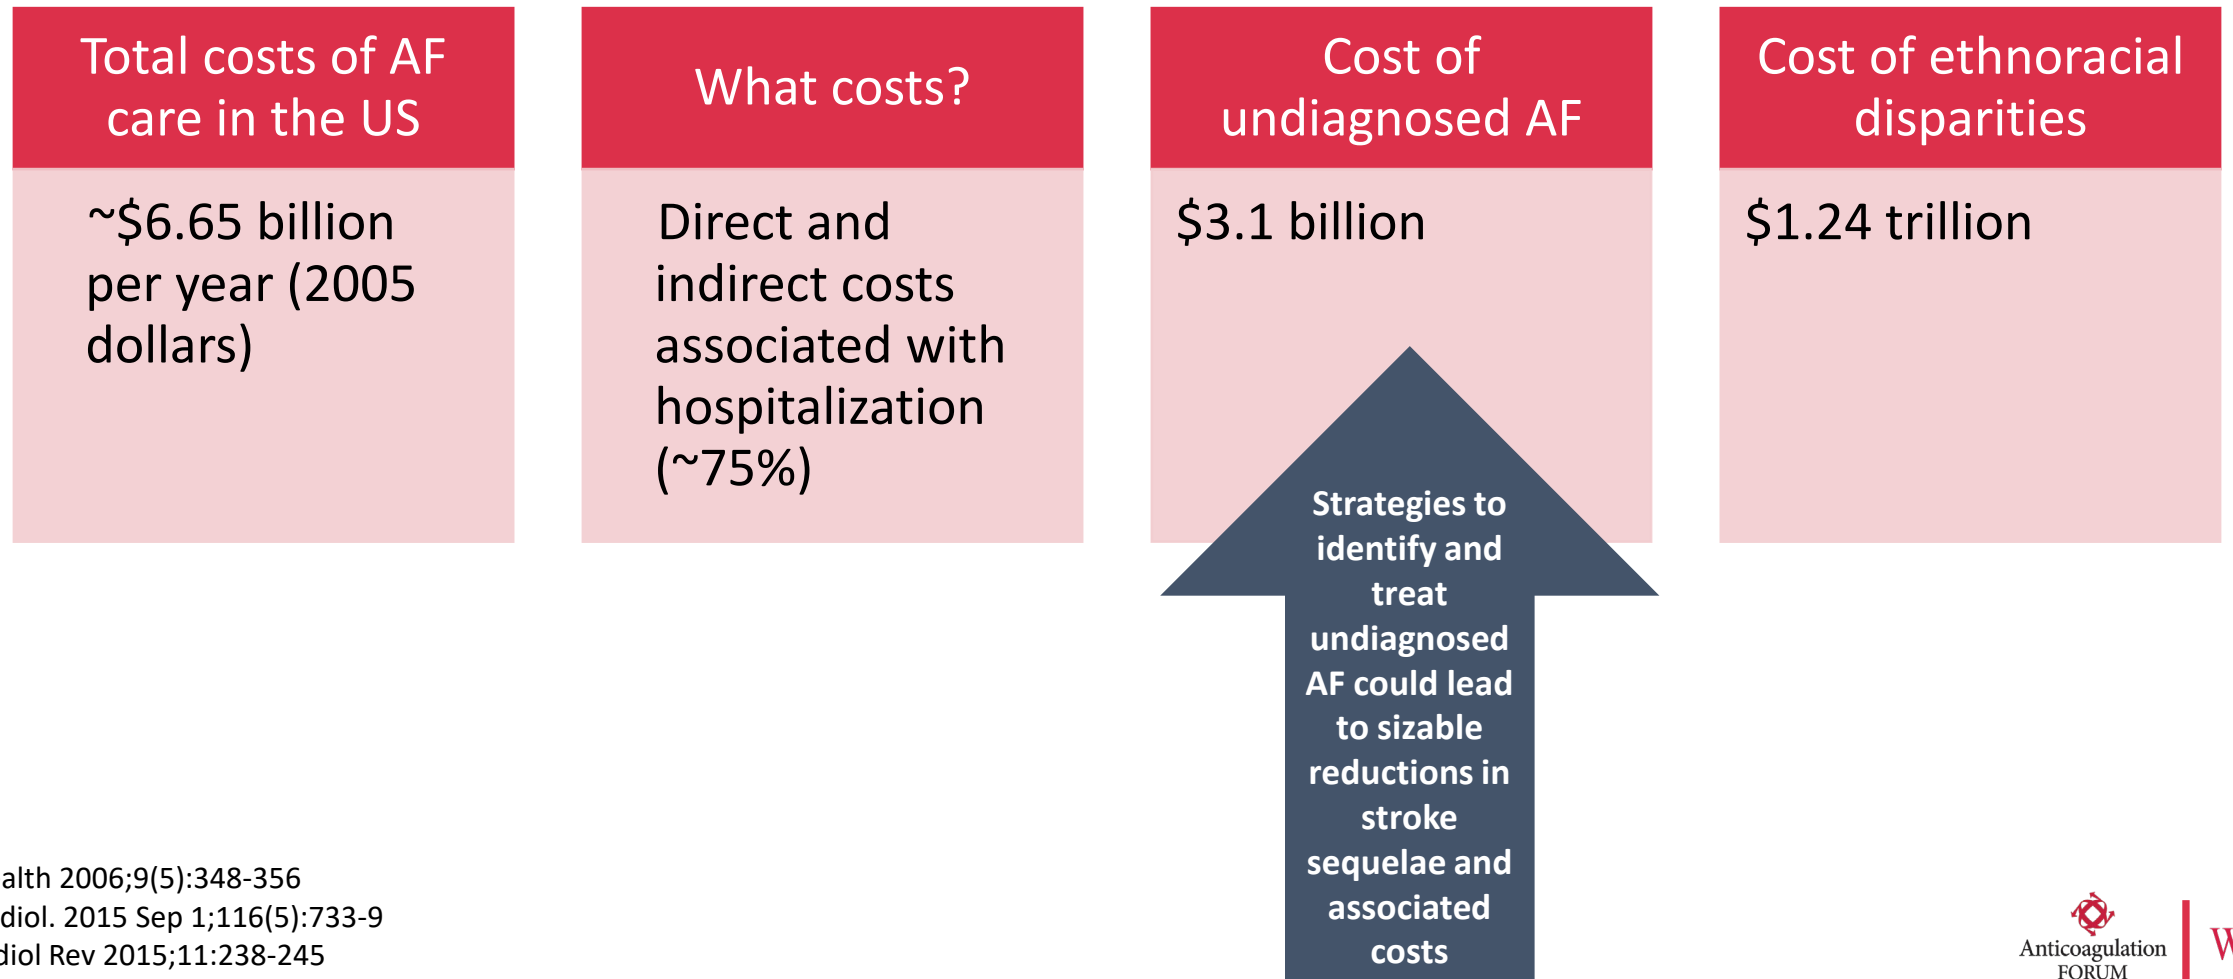 Total costs of AF
care in the US
~$6.65 billion
per year (2005
dollars)
What costs?
Direct and
indirect costs
associated with
hospitalization
(~75%)
Cost of
undiagnosed AF
$3.1 billion
Strategies to
identify and
treat
undiagnosed
AF could lead
to sizable
reductions in
stroke
sequelae and
associated
costs
Cost of ethnoracial
disparities
$1.24 trillion
alth 2006;9(5):348-356
diol. 2015 Sep 1;116(5):733-9
diol Rev 2015;11:238-245
Anticoagulation
FORUM
W